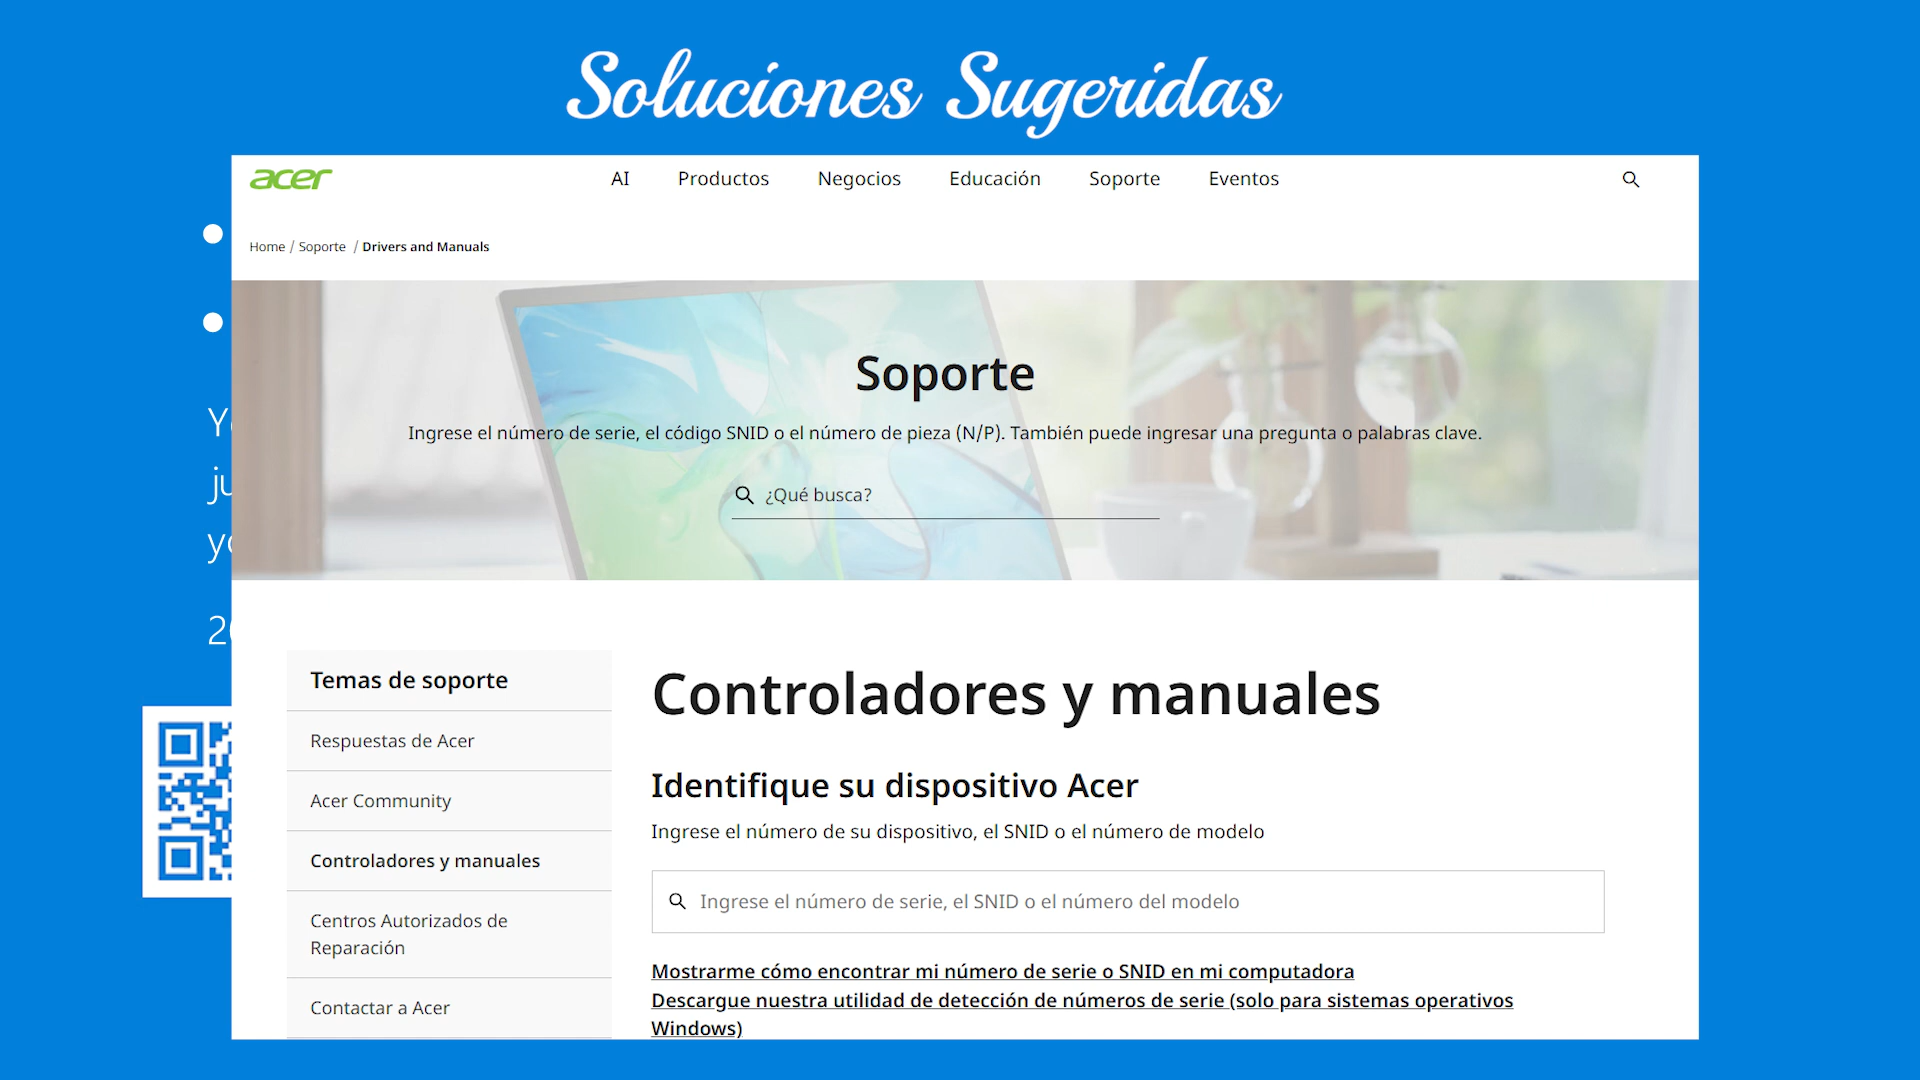 Soluciones Sugeridas
acer
AI Productos Negocios Educación Soporte Eventos
Home / Soporte / Drivers and Manuals
Soporte
Ingrese el número de serie, el código SNID o el número de pieza (N/P). También puede ingresar una pregunta o palabras clave.
¿Qué busca?
Temas de soporte
Respuestas de Acer
Acer Community
Controladores y manuales
Centros Autorizados de
Reparación
Contactar a Acer
Controladores y manuales
Identifique su dispositivo Acer
Ingrese el número de su dispositivo, el SNID o el número de modelo
Ingrese el número de serie, el SNID o el número del modelo
Mostrarme cómo encontrar mi número de serie o SNID en mi computadora
Descargue nuestra utilidad de detección de números de serie (solo para sistemas operativos
Windows)